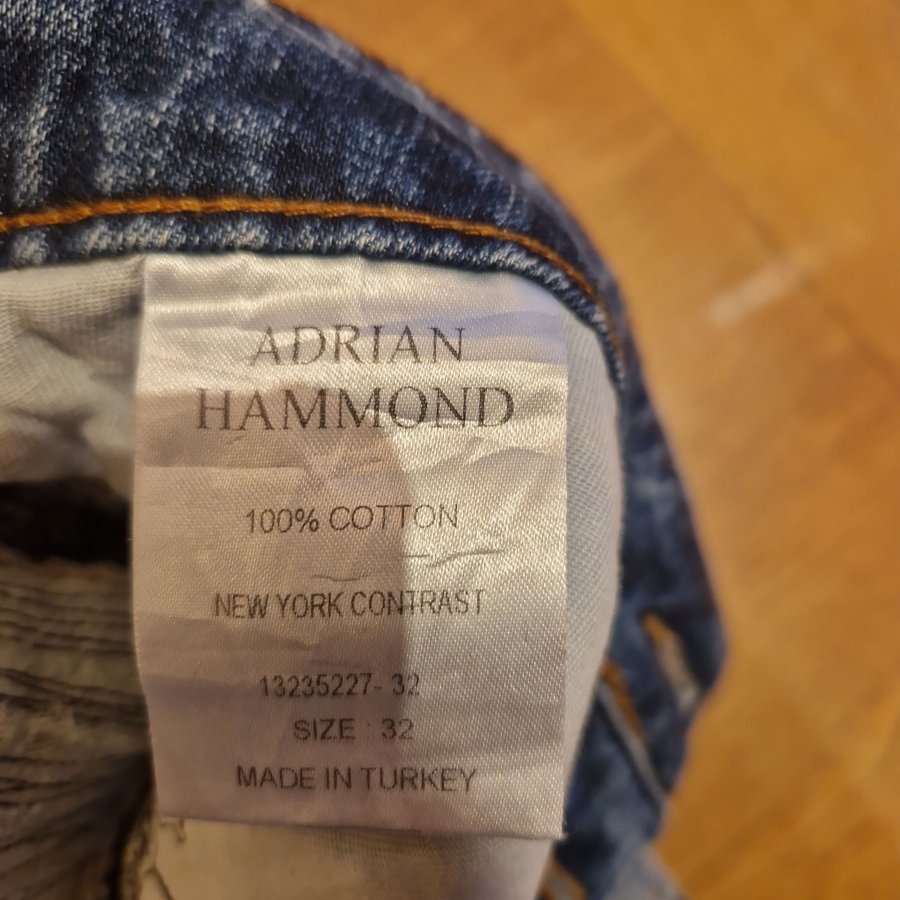 ADRIAN
HAMMOND
100% COTTON
NEW YORK CONTRAST
13235227- 32
SIZE : 32
MADE IN TURKEY